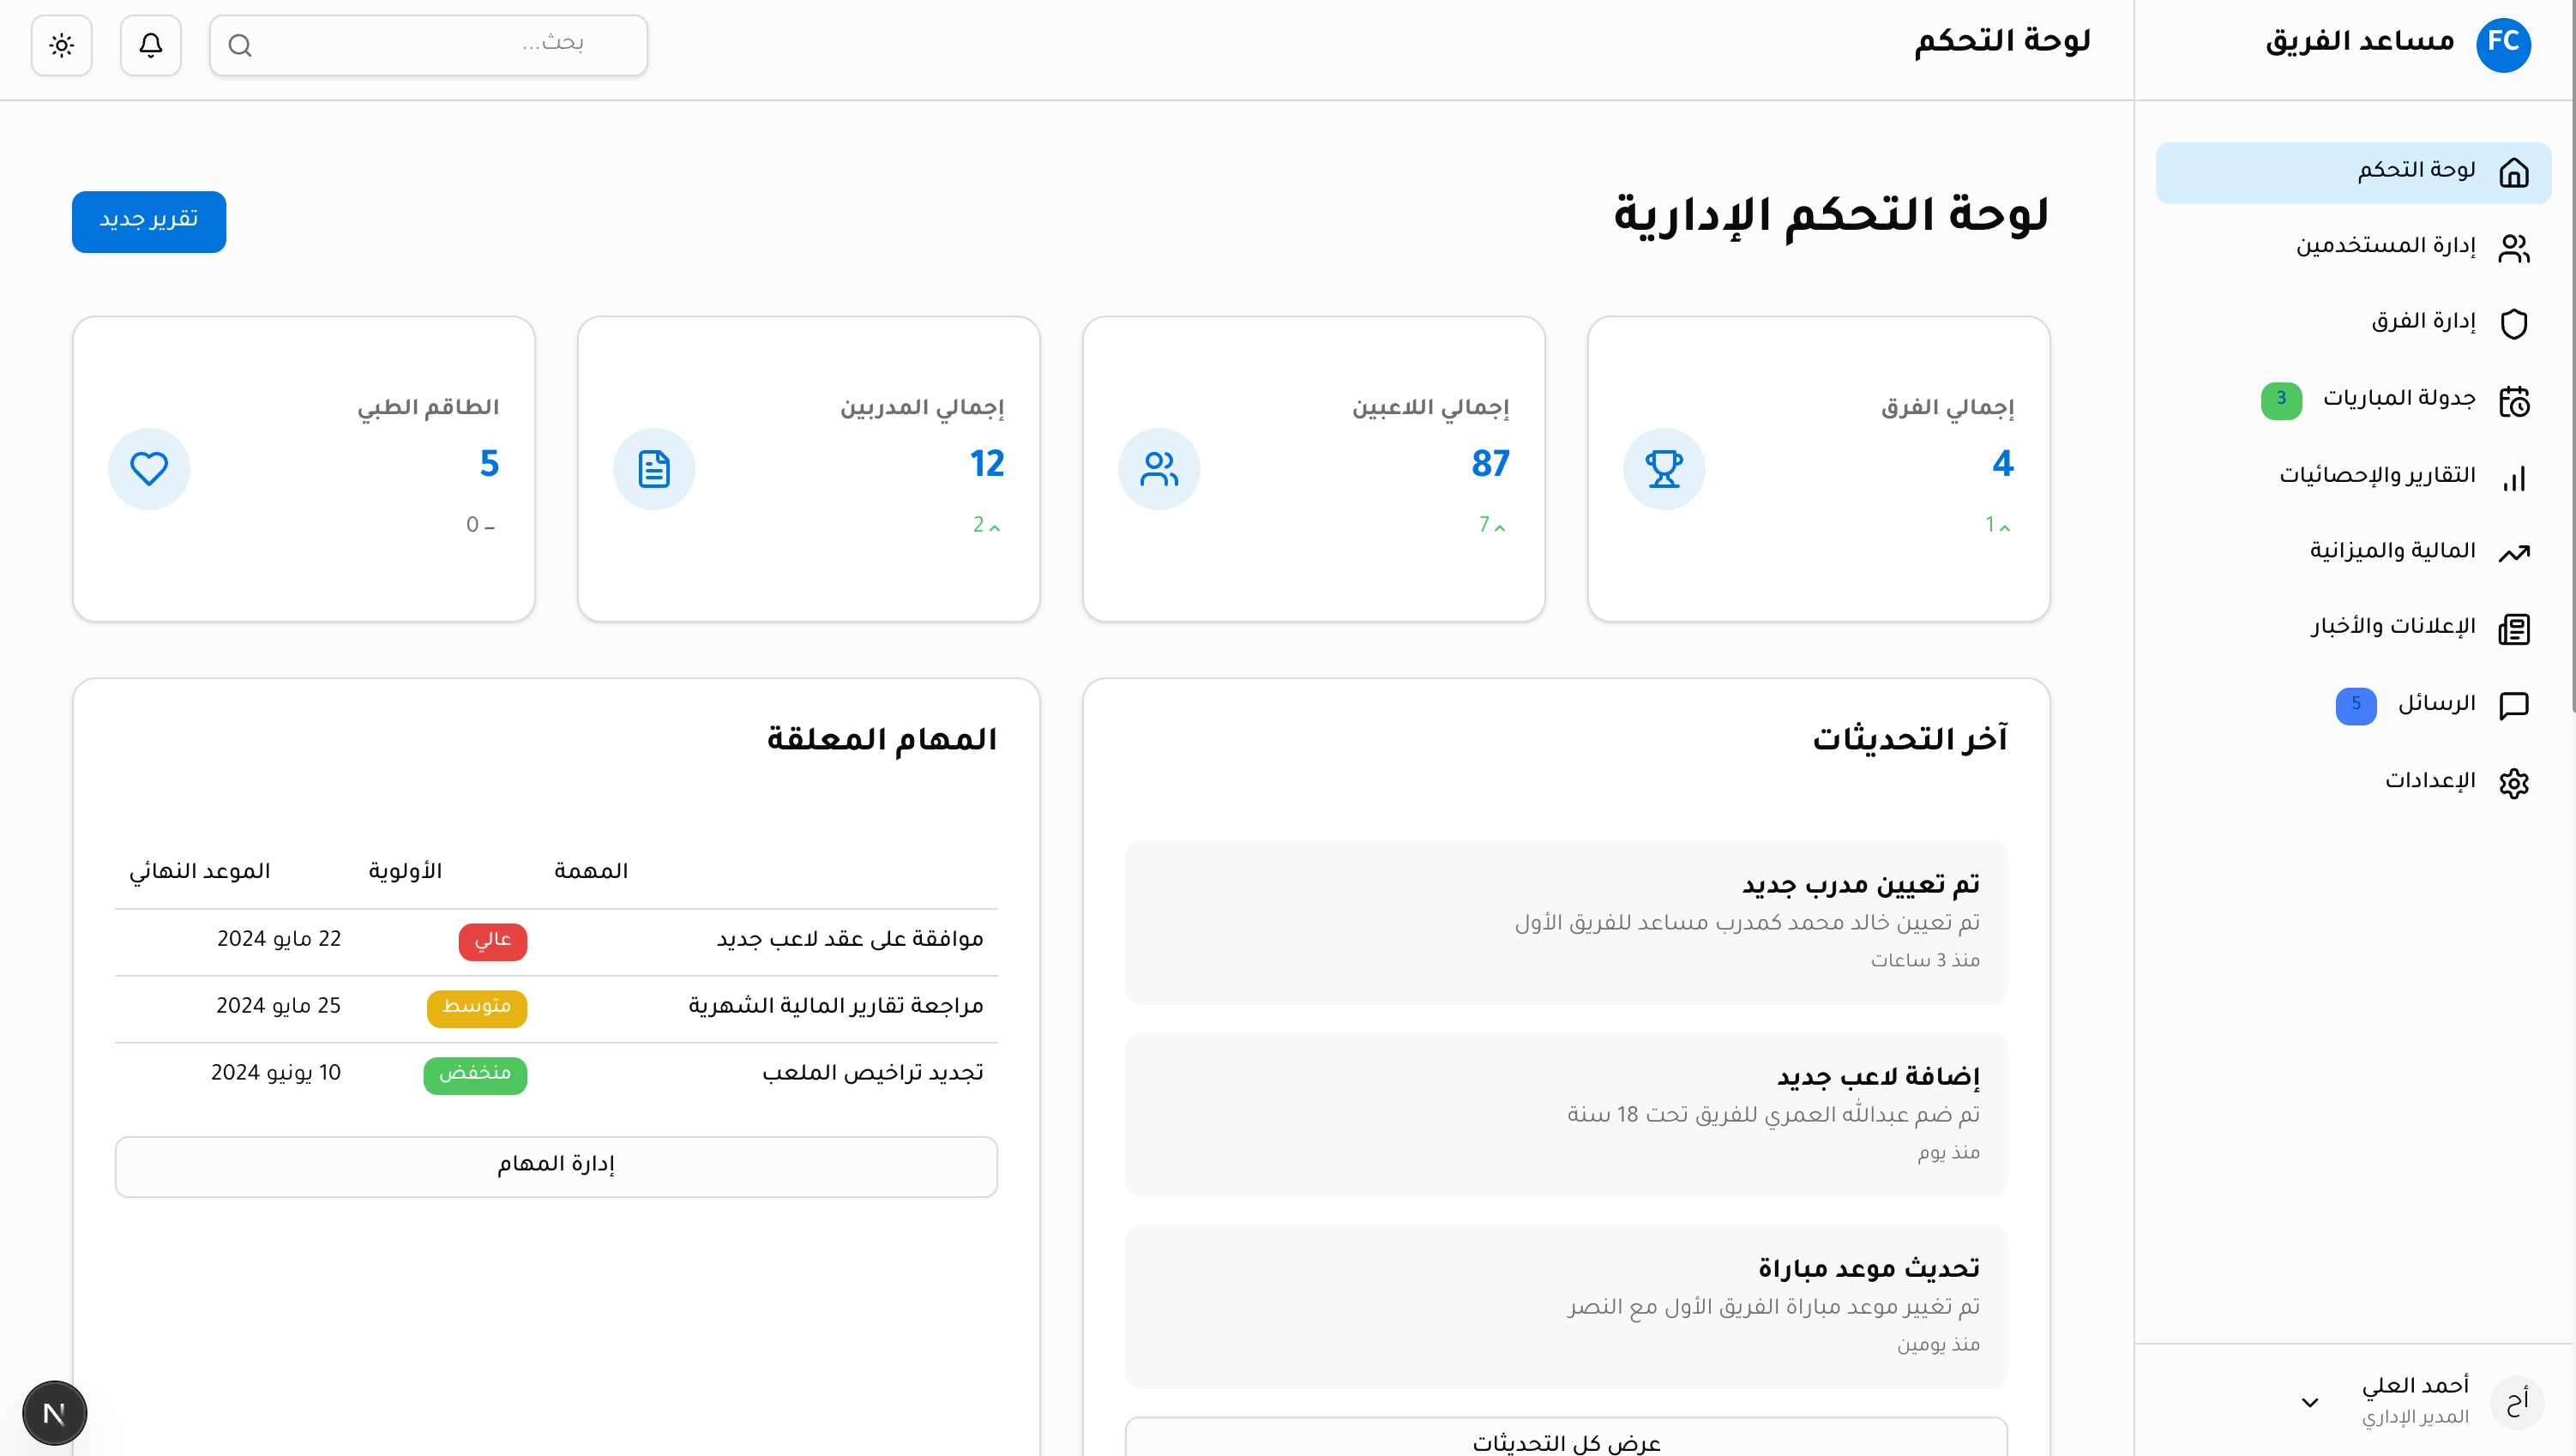 FC
مساعد الفريق
لوحة التحكم
إدارة المستخدمين
إدارة الفرق
جدولة المباريات 3
التقارير والإحصائيات
المالية والميزانية
الإعلانات والأخبار
الرسائل 5
الإعدادات
أح
أحمد العلي
المدير الإداري
لوحة التحكم
بحث...
لوحة التحكم الإدارية
تقرير جديد
إجمالي الفرق
4
1
إجمالي اللاعبين
87
7
إجمالي المدربين
12
2
الطاقم الطبي
5
0
آخر التحديثات
تم تعيين مدرب جديد
تم تعيين خالد محمد كمدرب مساعد للفريق الأول
منذ 3 ساعات
إضافة لاعب جديد
تم ضم عبدالله العمري للفريق تحت 18 سنة
منذ يوم
تحديث موعد مباراة
تم تغيير موعد مباراة الفريق الأول مع النصر
منذ يومين
عرض كل التحديثات
المهام المعلقة
المهمة الأولوية الموعد النهائي
موافقة على عقد لاعب جديد عالي 22 مايو 2024
مراجعة تقارير المالية الشهرية متوسط 25 مايو 2024
تجديد تراخيص الملعب منخفض 10 يونيو 2024
إدارة المهام
N